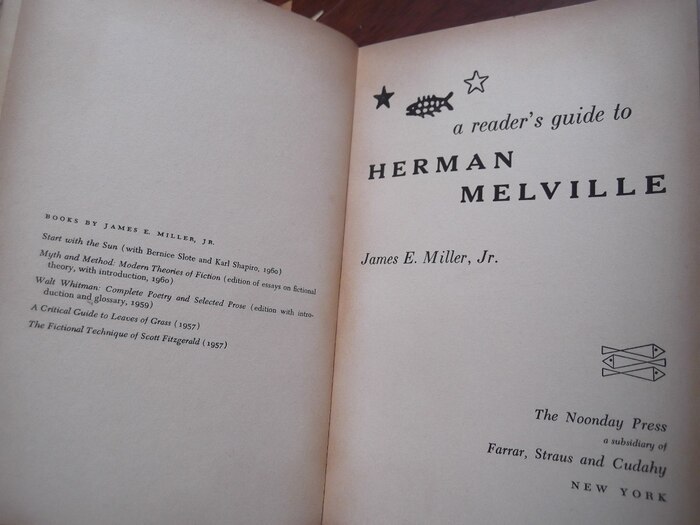 BOOKS BY JAMES E. MILLER, JR.
Start with the Sun (with Bernice Slote and Karl Shapiro, 1960)
Myth and Method: Modern Theories of Fiction (edition of essays on fictional
theory, with introduction, 1960)
Walt Whitman: Complete Poetry and Selected Prose (edition with intro-
duction and glossary, 1959)
A Critical Guide to Leaves of Grass (1957)
The Fictional Technique of Scott Fitzgerald (1957)
a reader's guide to
HERMAN
MELVILLE
James E. Miller, Jr.
The Noonday Press
a subsidiary of
Farrar, Straus and Cudahy
NEW YORK